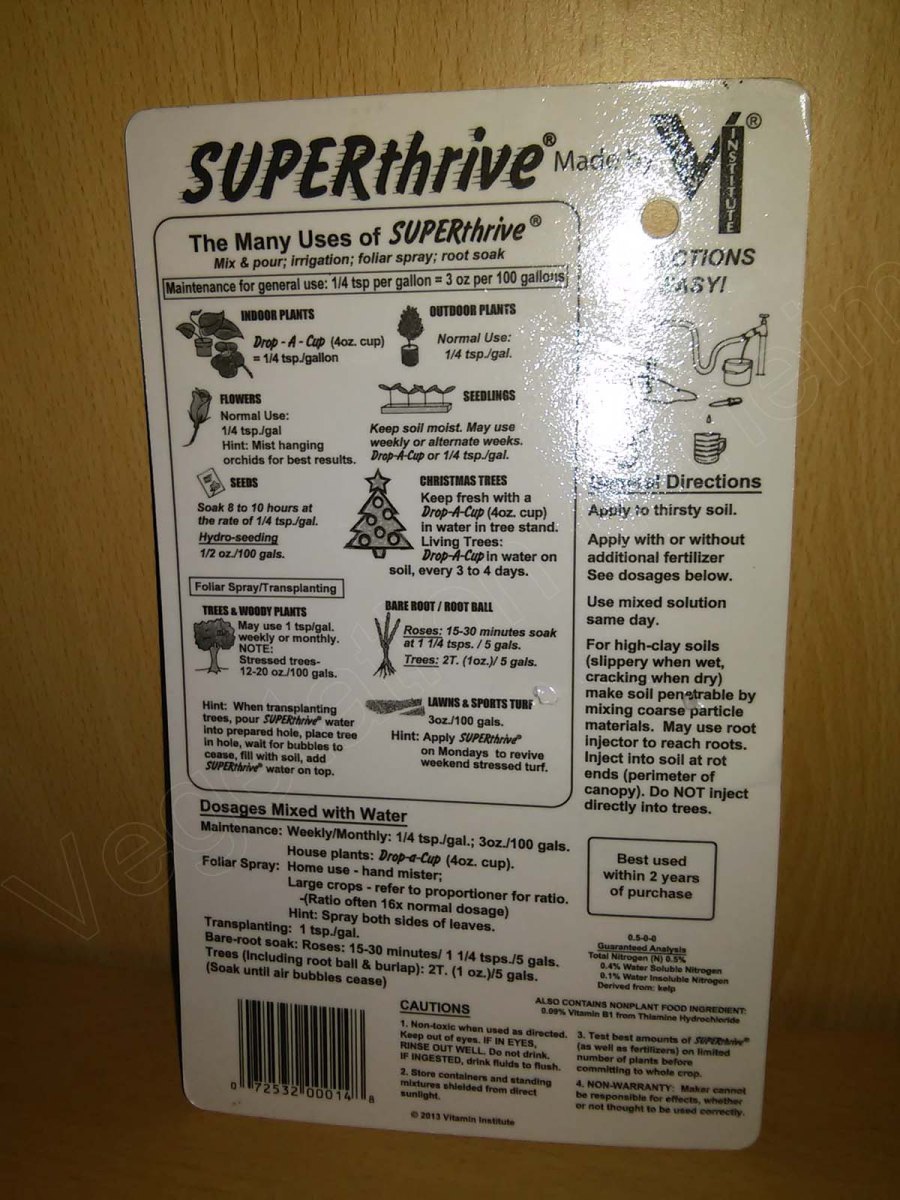 SUPERthrive® Made by VI INSTITUTE ®
The Many Uses of SUPERthrive®
Mix & pour; irrigation; foliar spray; root soak
Maintenance for general use: 1/4 tsp per gallon = 3 oz per 100 gallons
INDOOR PLANTS
Drop - A - Cup (4oz. cup)
= 1/4 tsp./gallon
OUTDOOR PLANTS
Normal Use:
1/4 tsp./gal.
FLOWERS
Normal Use:
1/4 tsp./gal
Hint: Mist hanging
orchids for best results.
SEEDLINGS
Keep soil moist. May use
weekly or alternate weeks.
Drop-A-Cup or 1/4 tsp./gal.
SEEDS
Soak 8 to 10 hours at
the rate of 1/4 tsp./gal.
Hydro-seeding
1/2 oz./100 gals.
CHRISTMAS TREES
Keep fresh with a
Drop-A-Cup (4oz. cup)
in water in tree stand.
Living Trees:
Drop-A-Cup in water on
soil, every 3 to 4 days.
Foliar Spray/Transplanting
TREES & WOODY PLANTS
May use 1 tsp/gal.
weekly or monthly.
NOTE:
Stressed trees-
12-20 oz./100 gals.
BARE ROOT / ROOT BALL
Roses: 15-30 minutes soak
at 1 1/4 tsps. / 5 gals.
Trees: 2T. (1oz.)/ 5 gals.
Hint: When transplanting
trees, pour SUPERthrive® water
into prepared hole, place tree
in hole, wait for bubbles to
cease, fill with soil, add
SUPERthrive® water on top.
LAWNS & SPORTS TURF
3oz./100 gals.
Hint: Apply SUPERthrive®
on Mondays to revive
weekend stressed turf.
Dosages Mixed with Water
Maintenance: Weekly/Monthly: 1/4 tsp./gal.; 3oz./100 gals.
House plants: Drop-a-Cup (4oz. cup).
Foliar Spray: Home use - hand mister;
Large crops - refer to proportioner for ratio.
-(Ratio often 16x normal dosage)
Hint: Spray both sides of leaves.
Transplanting: 1 tsp./gal.
Bare-root soak: Roses: 15-30 minutes/ 1 1/4 tsps./5 gals.
Trees (Including root ball & burlap): 2T. (1 oz.)/5 gals.
(Soak until air bubbles cease)
0 72532 00014 8
CTIONS
ASY!
General Directions
Apply to thirsty soil.
Apply with or without
additional fertilizer
See dosages below.
Use mixed solution
same day.
For high-clay soils
(slippery when wet,
cracking when dry)
make soil penetrable by
mixing coarse particle
materials. May use root
injector to reach roots.
Inject into soil at rot
ends (perimeter of
canopy). Do NOT inject
directly into trees.
Best used
within 2 years
of purchase
0.5-0-0
Guaranteed Analysis
Total Nitrogen (N) 0.5%
0.4% Water Soluble Nitrogen
0.1% Water Insoluble Nitrogen
Derived from: kelp
ALSO CONTAINS NONPLANT FOOD INGREDIENT:
0.09% Vitamin B1 from Thiamine Hydrochloride
CAUTIONS
1. Non-toxic when used as directed.
Keep out of eyes. IF IN EYES,
RINSE OUT WELL. Do not drink.
IF INGESTED, drink fluids to flush.
2. Store containers and standing
mixtures shielded from direct
sunlight.
3. Test best amounts of SUPERthrive®
(as well as fertilizers) on limited
number of plants before
committing to whole crop.
4. NON-WARRANTY: Maker cannot
be responsible for effects, whether
or not thought to be used correctly.
© 2013 Vitamin Institute